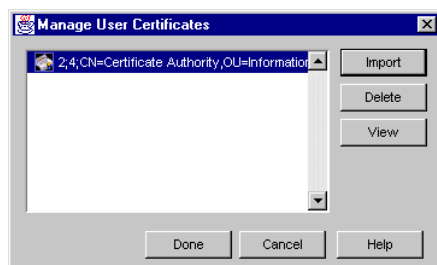 Manage User Certificates
2;4;CN=Certificate Authority,OU=Information
Import
Delete
View
Done
Cancel
Help